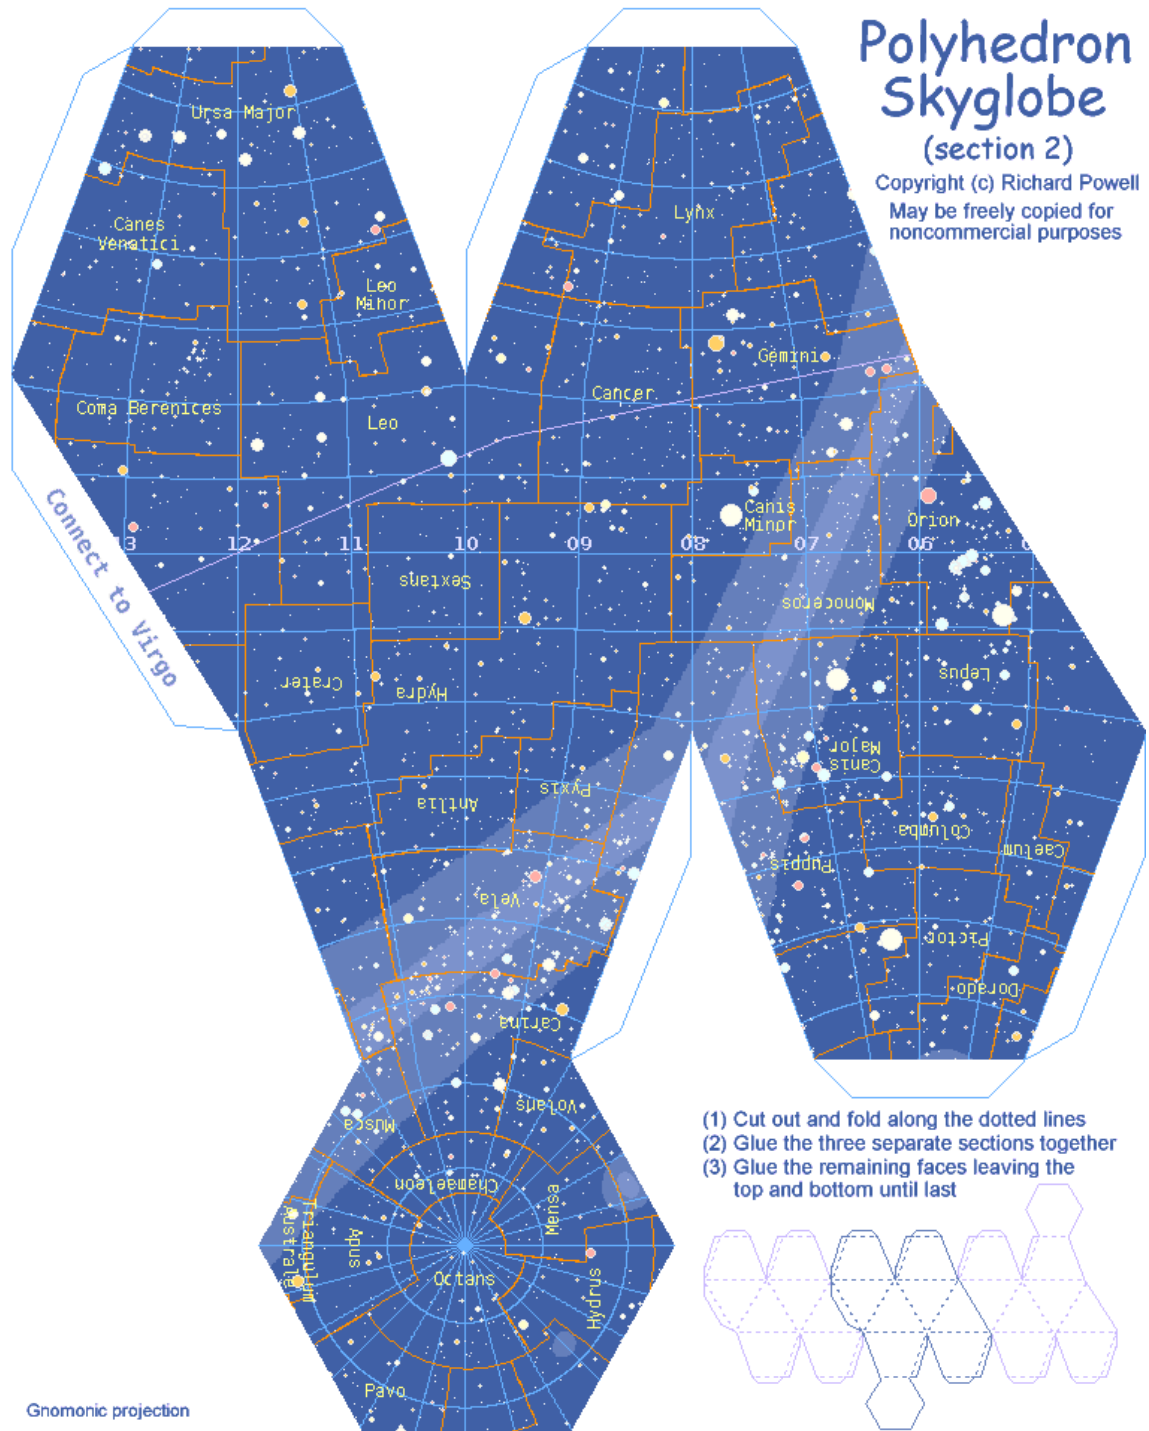 Polyhedron
Skyglobe
(section 2)
Copyright (c) Richard Powell
May be freely copied for
noncommercial purposes
Ursa Major
Canes
Venatici
Leo
Minor
Lynx
Gemini
Cancer
Coma Berenices
Leo
Canis
Minor
Orion
Connect to Virgo
13
12
11
10
09
08
07
06
Sextans
Monoceros
Crater
Hydra
Lepus
Canis
Major
Antlia
Pyxis
Columba
Caelum
Puppis
Vela
Pictor
Dorado
Carina
Volans
Musca
Chamaeleon
Mensa
Triangulum
Australe
Apus
Octans
Hydrus
Pavo
(1) Cut out and fold along the dotted lines
(2) Glue the three separate sections together
(3) Glue the remaining faces leaving the
top and bottom until last
Gnomonic projection